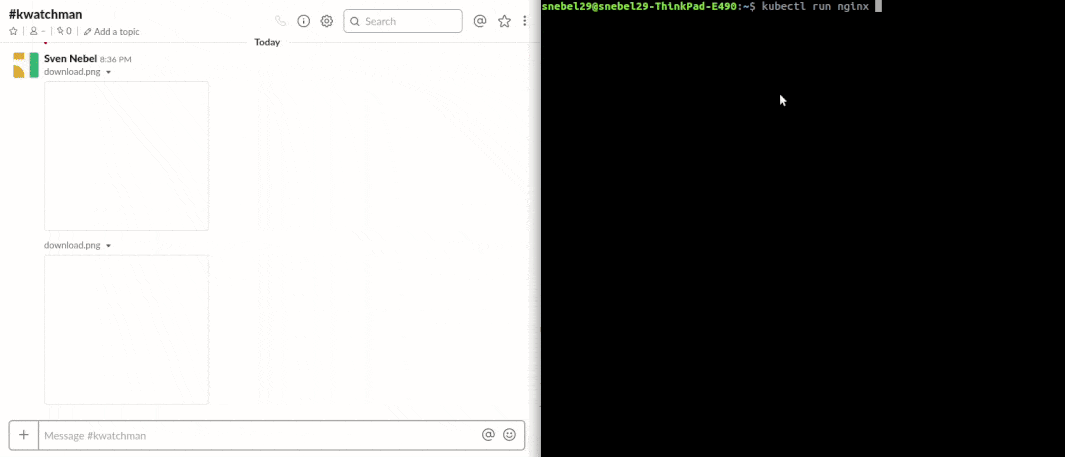 #kwatchman
- | 0 | Add a topic
Search
Today
Sven Nebel 8:36 PM
download.png
download.png
Message #kwatchman
snebel29@snebel29-ThinkPad-E490:~$ kubectl run nginx